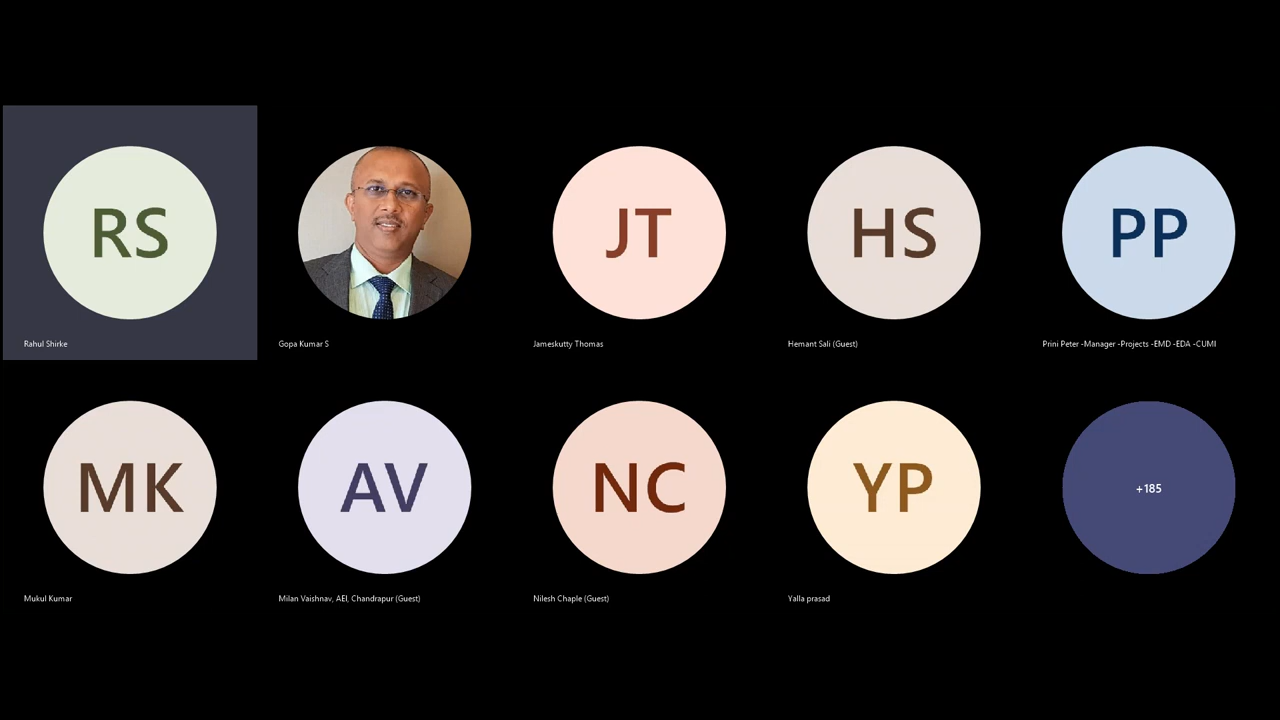 RS
JT
HS
PP
Rahul Shirke
Gopa Kumar S
Jameskutty Thomas
Hemant Sali (Guest)
Prini Peter -Manager -Projects -EMD -EDA -CUMI
MK
AV
NC
YP
+185
Mukul Kumar
Milan Vaishnav, AEI, Chandrapur (Guest)
Nilesh Chaple (Guest)
Yalla prasad